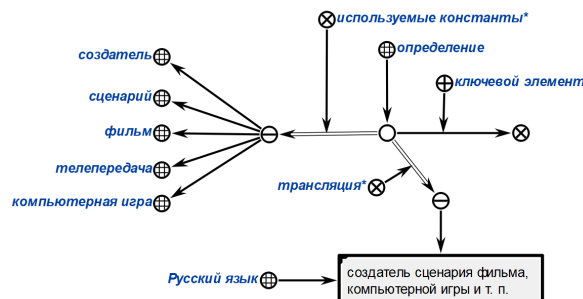 используемые константы*
создатель
определение
сценарий
ключевой элемент
фильм
телепередача
трансляция*
компьютерная игра
Русский язык
создатель сценария фильма,
компьютерной игры и т. п.